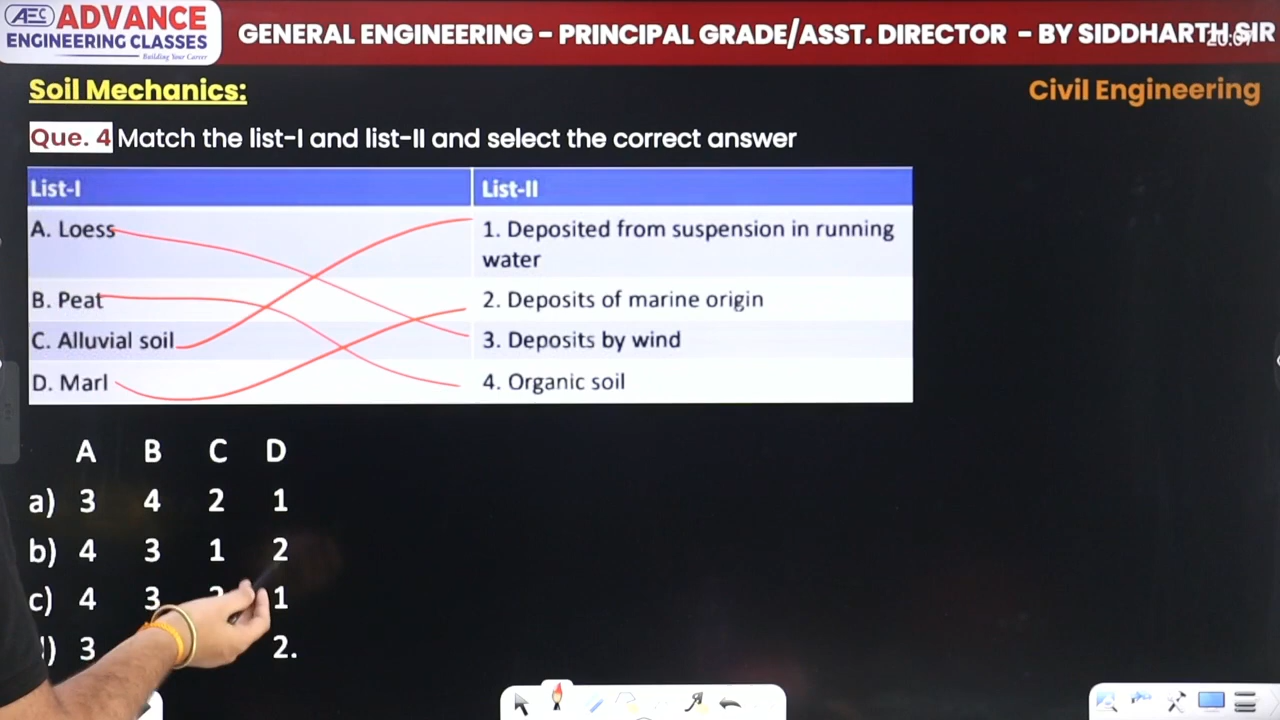 AEC ADVANCE
ENGINEERING CLASSES
Building Your Career
GENERAL ENGINEERING – PRINCIPAL GRADE/ASST. DIRECTOR – BY SIDDHARTH SIR
Soil Mechanics:
Civil Engineering
Que. 4 Match the list-I and list-II and select the correct answer
List-I List-II
A. Loess 1. Deposited from suspension in running
water
B. Peat 2. Deposits of marine origin
C. Alluvial soil 3. Deposits by wind
D. Marl 4. Organic soil
A B C D
a) 3 4 2 1
b) 4 3 1 2
c) 4 3 1
) 3 2.